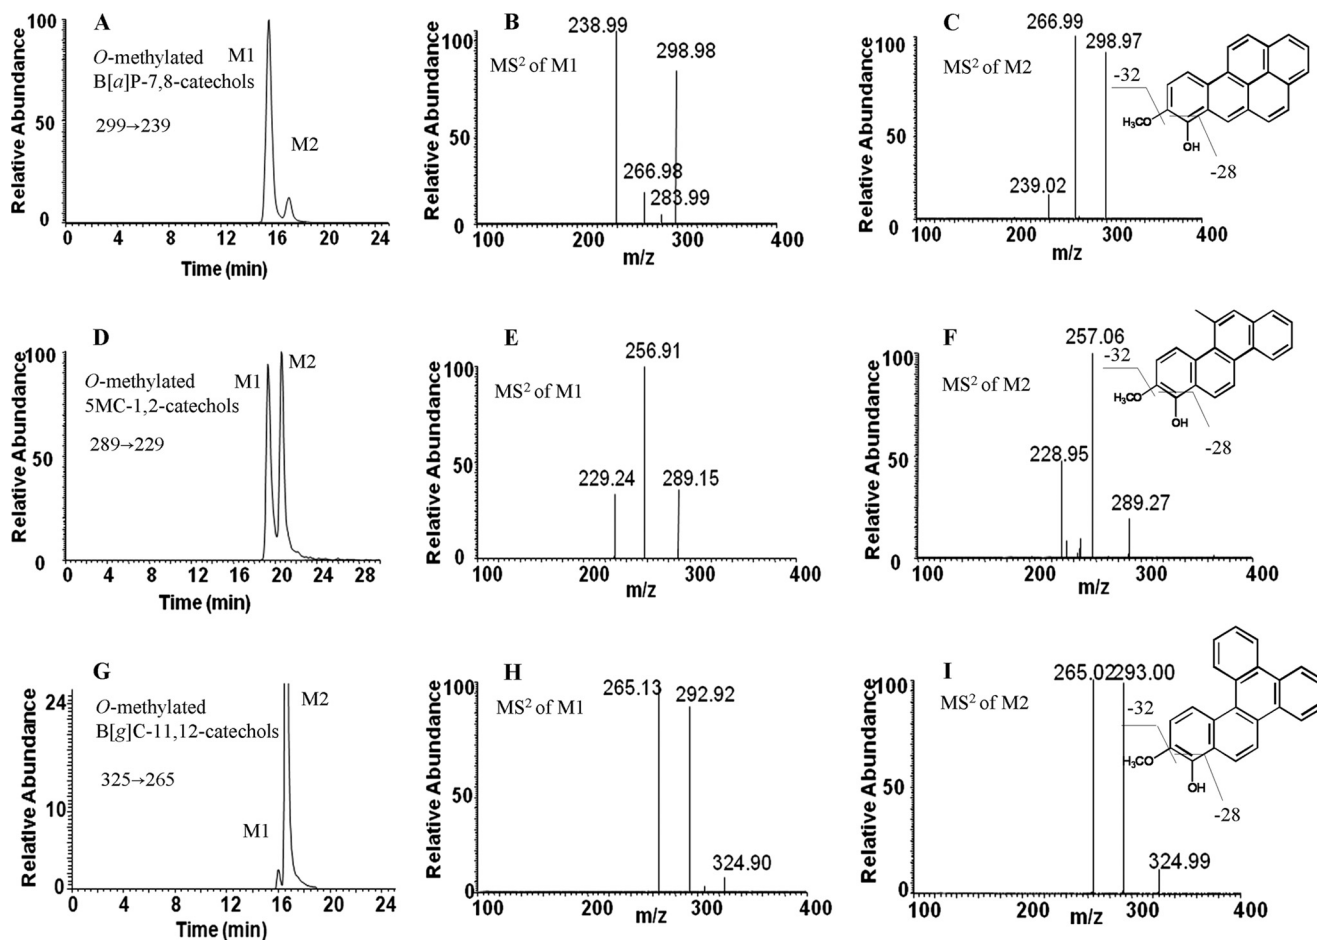 A
O-methylated
B[a]P-7,8-catechols
299→239
M1
M2
Relative Abundance
100
50
0
0 4 8 12 16 20 24
Time (min)
B
MS² of M1
238.99
298.98
266.98
283.99
Relative Abundance
100
50
0
100 200 300 400
m/z
C
MS² of M2
266.99
298.97
239.02
-32
H₃CO
OH
-28
Relative Abundance
100
50
0
200 300 400
m/z
D
O-methylated
5MC-1,2-catechols
289→229
M1
M2
Relative Abundance
100
50
0
0 4 8 12 16 20 24 28
Time (min)
E
MS² of M1
256.91
229.24
289.15
Relative Abundance
100
50
0
100 200 300 400
m/z
F
MS² of M2
257.06
228.95
289.27
-32
H₃CO
OH
-28
Relative Abundance
100
50
0
100 200 300 400
m/z
G
O-methylated
B[g]C-11,12-catechols
325→265
M1
M2
Relative Abundance
24
10
0
0 4 8 12 16 20 24
Time (min)
H
MS² of M1
265.13
292.92
324.90
Relative Abundance
100
50
0
100 200 300 400
m/z
I
MS² of M2
265.02
293.00
324.99
-32
H₃CO
OH
-28
Relative Abundance
100
50
0
100 200 300 400
m/z